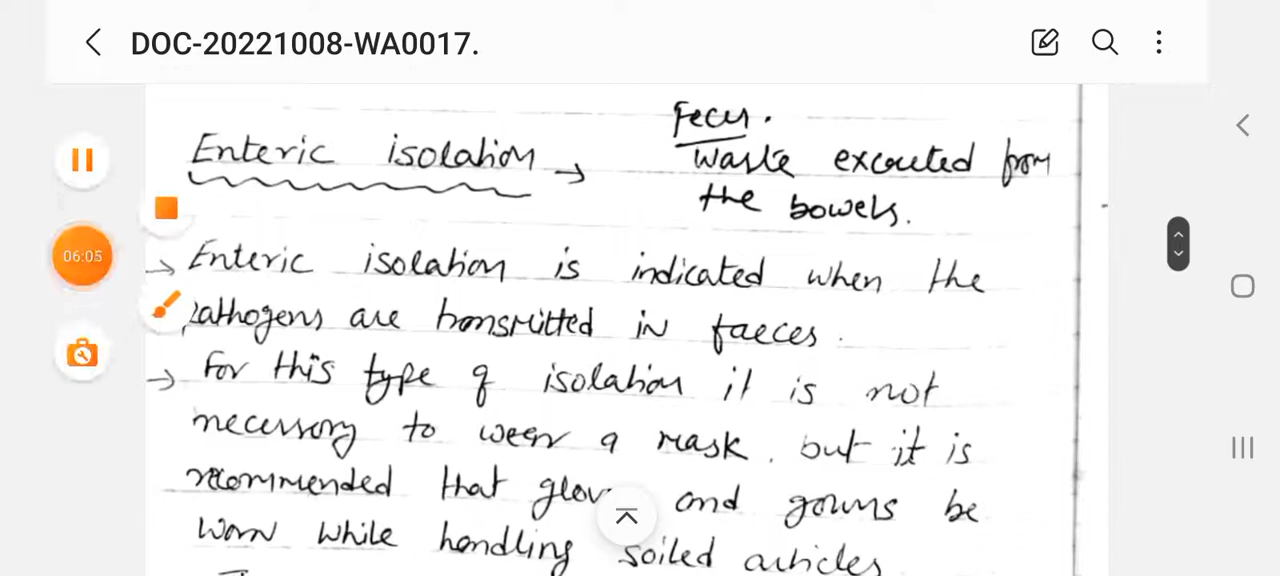 DOC-20221008-WA0017.
Feces.
Enteric isolation → Waste excreted from
the bowels.
06:05
→ Enteric isolation is indicated when the
pathogens are transmitted in faeces.
→ For this type of isolation it is not
necessary to wear a mask. but it is
recommended that and gowns be
worn while handling soiled articles